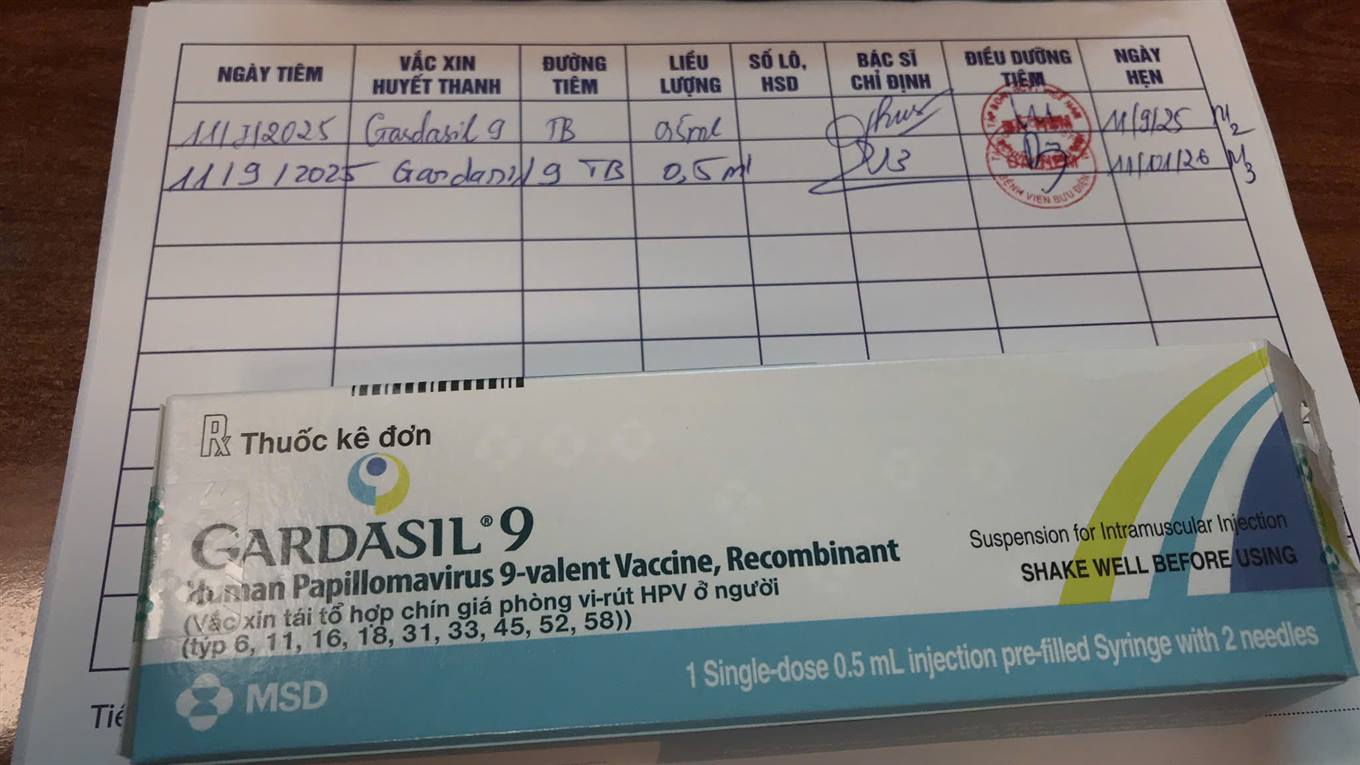 NGÀY TIÊM VẮC XIN HUYẾT THANH ĐƯỜNG TIÊM LIỀU LƯỢNG SỐ LÔ, HSD BÁC SĨ CHỈ ĐỊNH ĐIỀU DƯỠNG TIÊM NGÀY HẸN
11/7/2025 Gardasil 9 TB 0,5ml 11/9/25 M2
11/9/2025 Gardasil 9 TB 0,5ml 11/01/26 M3
BỆNH VIỆN BƯU ĐIỆN
Rx Thuốc kê đơn
GARDASIL®9
Human Papillomavirus 9-valent Vaccine, Recombinant
(Vắc xin tái tổ hợp chín giá phòng vi-rút HPV ở người
(týp 6, 11, 16, 18, 31, 33, 45, 52, 58))
Suspension for Intramuscular Injection
SHAKE WELL BEFORE USING
MSD
1 Single-dose 0.5 mL injection pre-filled Syringe with 2 needles